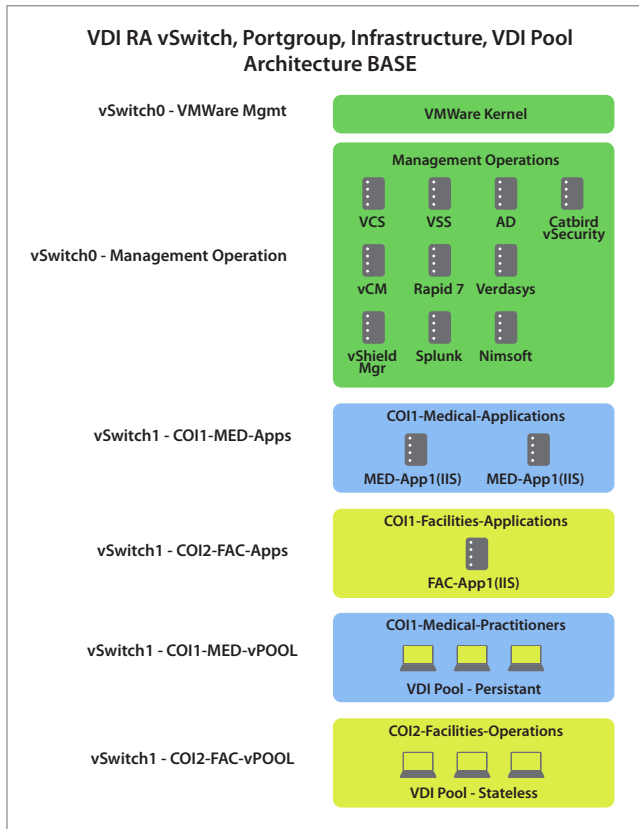 VDI RA vSwitch, Portgroup, Infrastructure, VDI Pool
Architecture BASE
vSwitch0 - VMWare Mgmt
VMWare Kernel
vSwitch0 - Management Operation
Management Operations
VCS
VSS
AD
Catbird
vSecurity
vCM
Rapid 7
Verdasys
vShield
Mgr
Splunk
Nimsoft
vSwitch1 - COI1-MED-Apps
COI1-Medical-Applications
MED-App1(IIS)
MED-App1(IIS)
vSwitch1 - COI2-FAC-Apps
COI1-Facilities-Applications
FAC-App1(IIS)
vSwitch1 - COI1-MED-vPOOL
COI1-Medical-Practitioners
VDI Pool - Persistant
vSwitch1 - COI2-FAC-vPOOL
COI2-Facilities-Operations
VDI Pool - Stateless